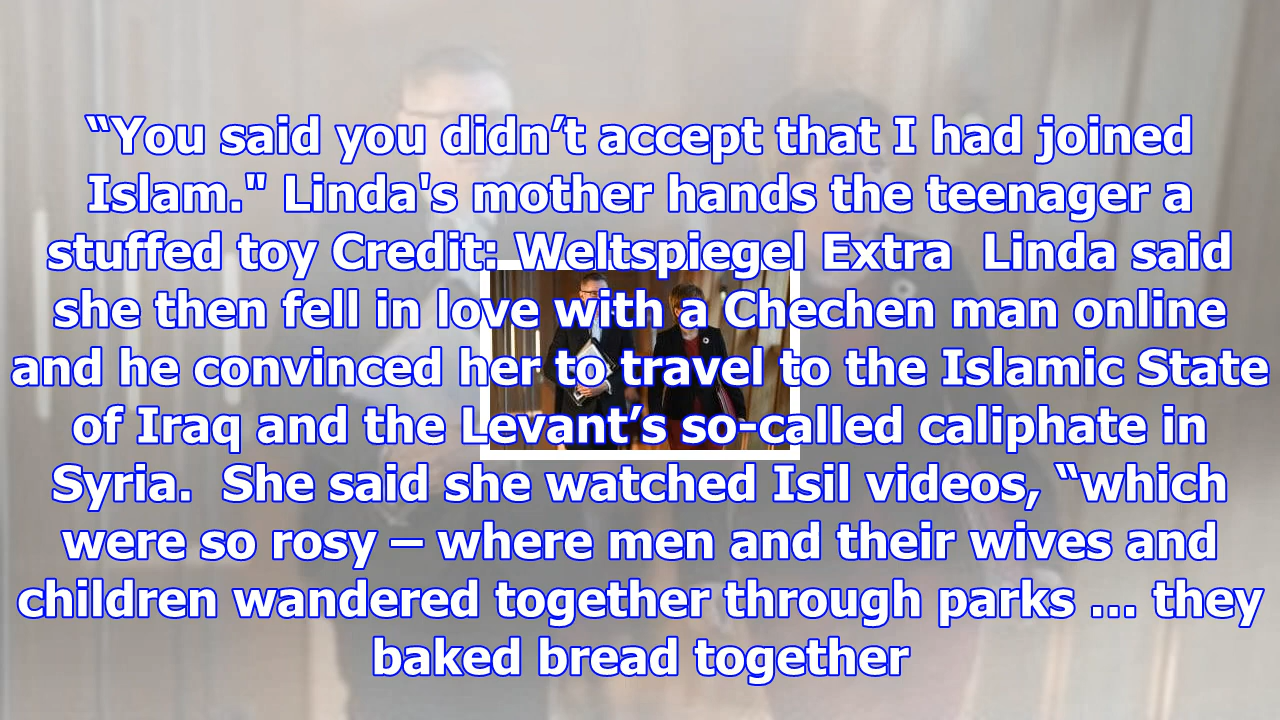 “You said you didn’t accept that I had joined
Islam." Linda's mother hands the teenager a
stuffed toy Credit: Weltspiegel Extra  Linda said
she then fell in love with a Chechen man online
and he convinced her to travel to the Islamic State
of Iraq and the Levant’s so-called caliphate in
Syria.  She said she watched Isil videos, “which
were so rosy – where men and their wives and
children wandered together through parks ... they
baked bread together